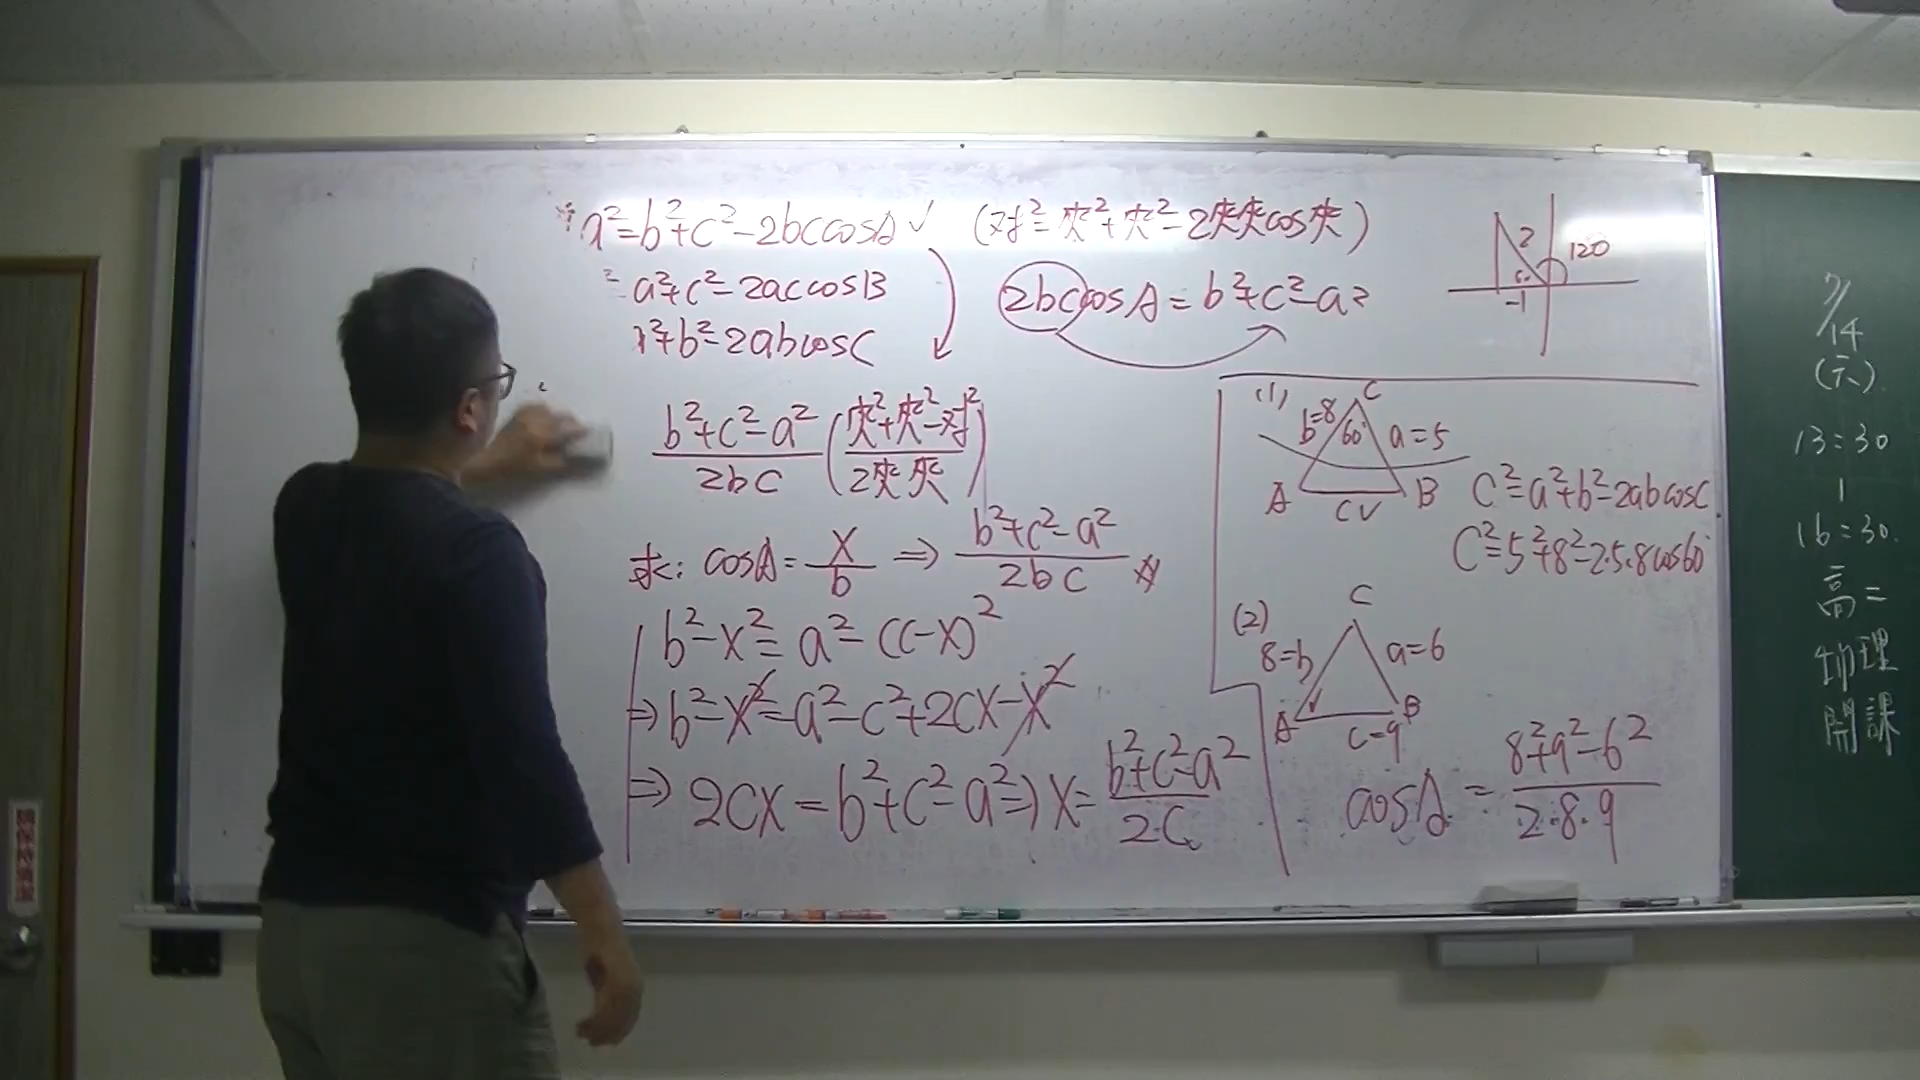 a²=b²+c²-2bccosA ✓ (对²=夾²+夾²-2夾夾cos夾)
=a²+c²-2accosB
²+b²-2abcosC
2bccosA=b²+c²-a²
2
120
60
-1
b²+c²-a²
2bc
(夾²+夾²-对²
2夾夾)
求: cosA=x/b ⇒ b²+c²-a²
2bc
b²-x²=a²-(c-x)²
⇒b²-x²=a²-c²+2cx-x²
⇒2cx=b²+c²-a²⇒x=b²+c²-a²
2c
(1)
C
b=8
60°
a=5
A
B
c✓
C²=a²+b²-2abcosC
C²=5²+8²-2.5.8cos60°
(2)
C
8=b
a=6
A
B
c=9
cosA=8²+9²-6²
2.8.9
7/14
(六)
13:30
|
16:30.
高二
物理
開課